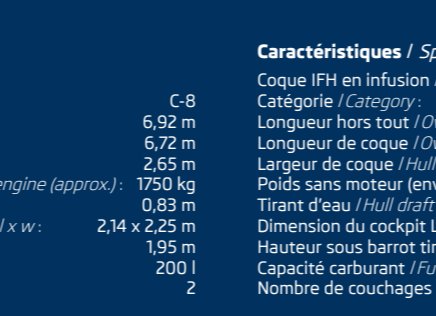 C-8
6,92 m
6,72 m
2,65 m
engine (approx.) : 1750 kg
0,83 m
l x w : 2,14 x 2,25 m
1,95 m
200 l
2
Caractéristiques / Sp
Coque IFH en infusion /
Catégorie / Category :
Longueur hors tout / Ov
Longueur de coque / Ov
Largeur de coque / Hull
Poids sans moteur (env
Tirant d'eau / Hull draft
Dimension du cockpit L
Hauteur sous barrot tir
Capacité carburant / Fu
Nombre de couchages